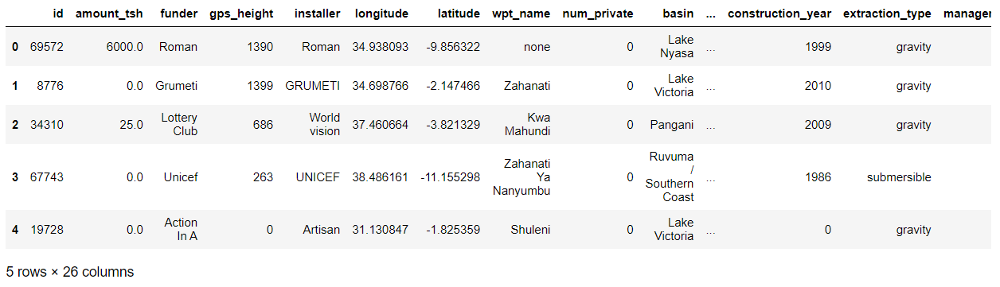 id amount_tsh funder gps_height installer longitude latitude wpt_name num_private basin ... construction_year extraction_type manager
0 69572 6000.0 Roman 1390 Roman 34.938093 -9.856322 none 0 Lake Nyasa ... 1999 gravity
1 8776 0.0 Grumeti 1399 GRUMETI 34.698766 -2.147466 Zahanati 0 Lake Victoria ... 2010 gravity
2 34310 25.0 Lottery Club 686 World vision 37.460664 -3.821329 Kwa Mahundi 0 Pangani ... 2009 gravity
3 67743 0.0 Unicef 263 UNICEF 38.486161 -11.155298 Zahanati Ya Nanyumbu 0 Ruvuma / Southern Coast ... 1986 submersible
4 19728 0.0 Action In A 0 Artisan 31.130847 -1.825359 Shuleni 0 Lake Victoria ... 0 gravity
5 rows × 26 columns